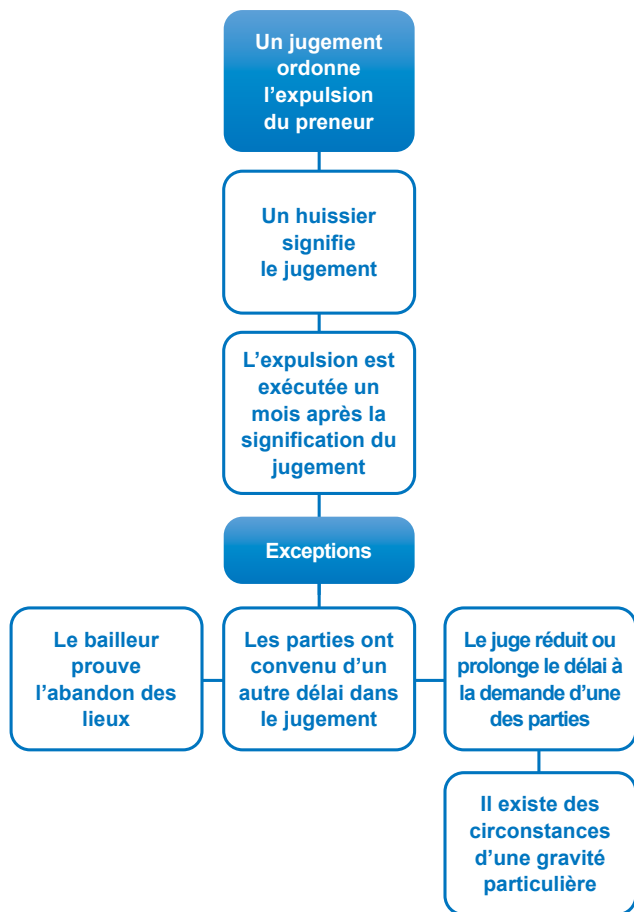 Un jugement
ordonne
l'expulsion
du preneur
Un huissier
signifie
le jugement
L'expulsion est
exécutée un
mois après la
signification du
jugement
Exceptions
Le bailleur
prouve
l'abandon des
lieux
Les parties ont
convenu d'un
autre délai dans
le jugement
Le juge réduit ou
prolonge le délai à
la demande d'une
des parties
Il existe des
circonstances
d'une gravité
particulière